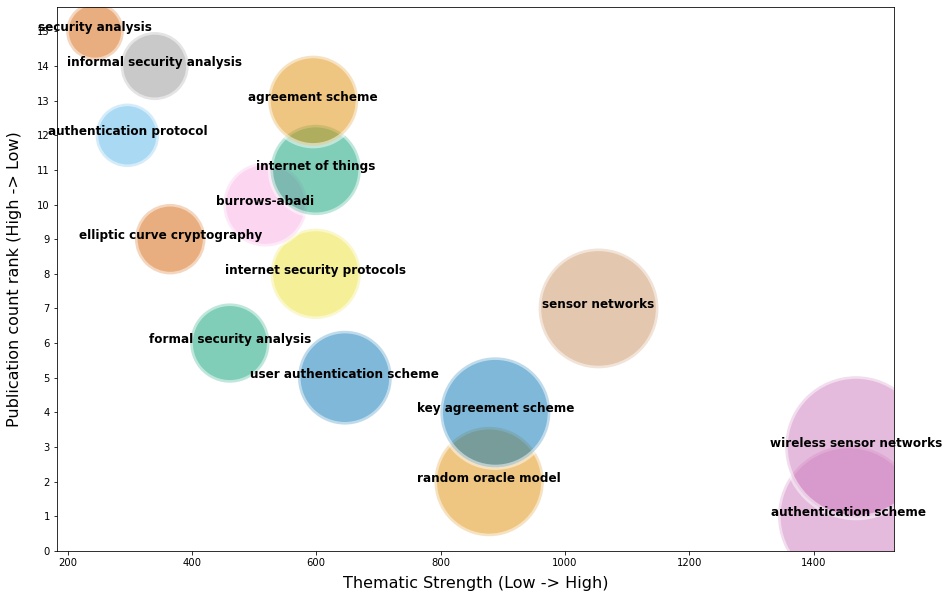 security analysis
15
informal security analysis
14
agreement scheme
13
authentication protocol
12
internet of things
11
burrows-abadi
10
elliptic curve cryptography
9
internet security protocols
8
sensor networks
7
formal security analysis
6
user authentication scheme
5
key agreement scheme
4
wireless sensor networks
3
random oracle model
2
authentication scheme
1
0
200 400 600 800 1000 1200 1400
Thematic Strength (Low -> High)
Publication count rank (High -> Low)